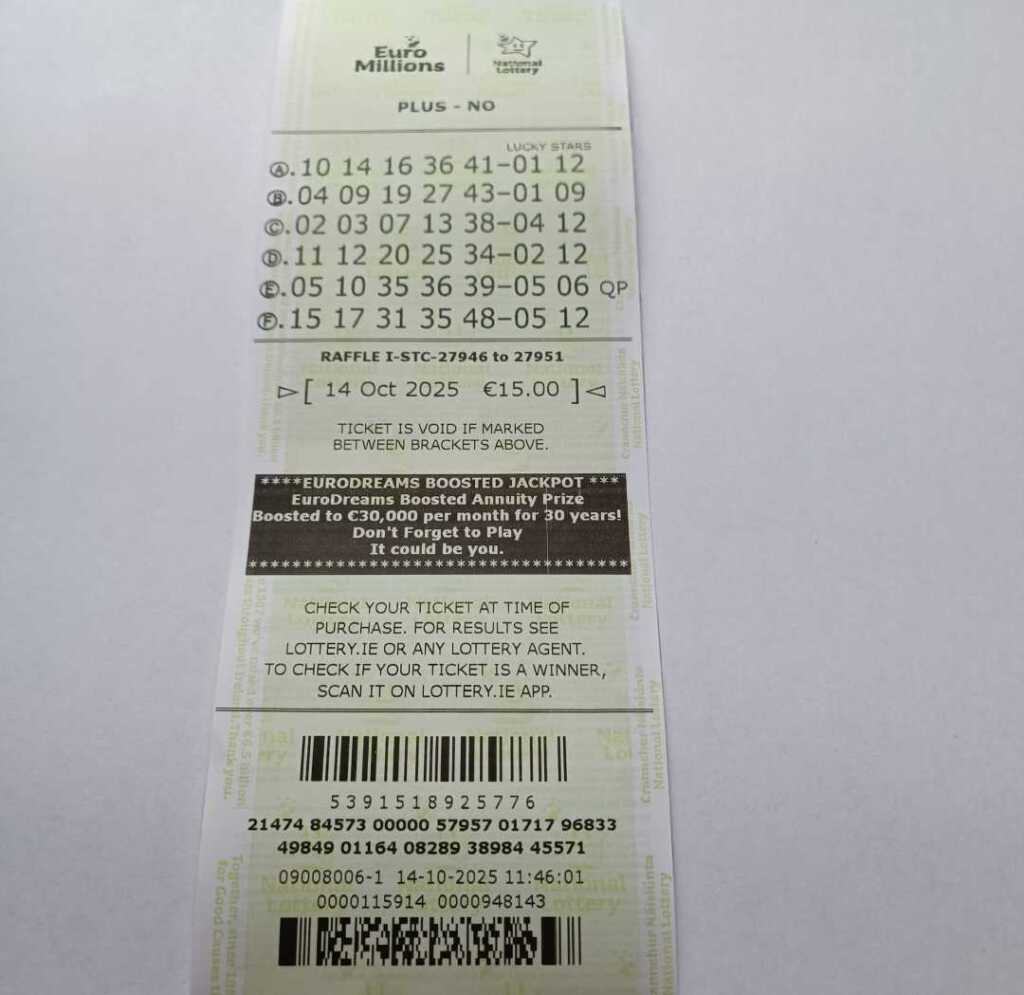 Euro Millions
National Lottery
PLUS - NO
LUCKY STARS
A. 10 14 16 36 41-01 12
B. 04 09 19 27 43-01 09
C. 02 03 07 13 38-04 12
D. 11 12 20 25 34-02 12
E. 05 10 35 36 39-05 06 QP
F. 15 17 31 35 48-05 12
RAFFLE I-STC-27946 to 27951
▷[ 14 Oct 2025 €15.00 ]◁
TICKET IS VOID IF MARKED
BETWEEN BRACKETS ABOVE.
****EURODREAMS BOOSTED JACKPOT ***
EuroDreams Boosted Annuity Prize
Boosted to €30,000 per month for 30 years!
Don't Forget to Play
It could be you.
**********************************
CHECK YOUR TICKET AT TIME OF
PURCHASE. FOR RESULTS SEE
LOTTERY.IE OR ANY LOTTERY AGENT.
TO CHECK IF YOUR TICKET IS A WINNER,
SCAN IT ON LOTTERY.IE APP.
5391518925776
21474 84573 00000 57957 01717 96833
49849 01164 08289 38984 45571
09008006-1 14-10-2025 11:46:01
0000115914 0000948143
Crannchur Náisiúnta
National Lottery